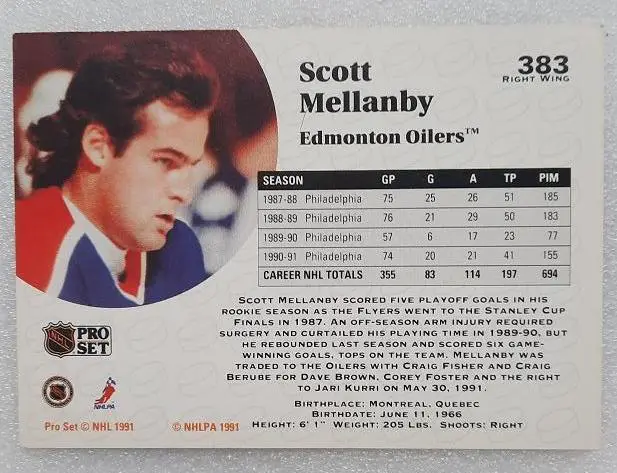 383
RIGHT WING
Scott
Mellanby
Edmonton Oilers™
SEASON GP G A TP PIM
1987-88 Philadelphia 75 25 26 51 185
1988-89 Philadelphia 76 21 29 50 183
1989-90 Philadelphia 57 6 17 23 77
1990-91 Philadelphia 74 20 21 41 155
CAREER NHL TOTALS 355 83 114 197 694
SCOTT MELLANBY SCORED FIVE PLAYOFF GOALS IN HIS
ROOKIE SEASON AS THE FLYERS WENT TO THE STANLEY CUP
FINALS IN 1987. AN OFF-SEASON ARM INJURY REQUIRED
SURGERY AND CURTAILED HIS PLAYING TIME IN 1989-90, BUT
HE REBOUNDED LAST SEASON AND SCORED SIX GAME-
WINNING GOALS, TOPS ON THE TEAM. MELLANBY WAS
TRADED TO THE OILERS WITH CRAIG FISHER AND CRAIG
BERUBE FOR DAVE BROWN, COREY FOSTER AND THE RIGHT
TO JARI KURRI ON MAY 30, 1991.
BIRTHPLACE: MONTREAL, QUEBEC
BIRTHDATE: JUNE 11, 1966
HEIGHT: 6' 1" WEIGHT: 205 LBS. SHOOTS: RIGHT
NHL PRO
SET
NHLPA
Pro Set © NHL 1991 © NHLPA 1991